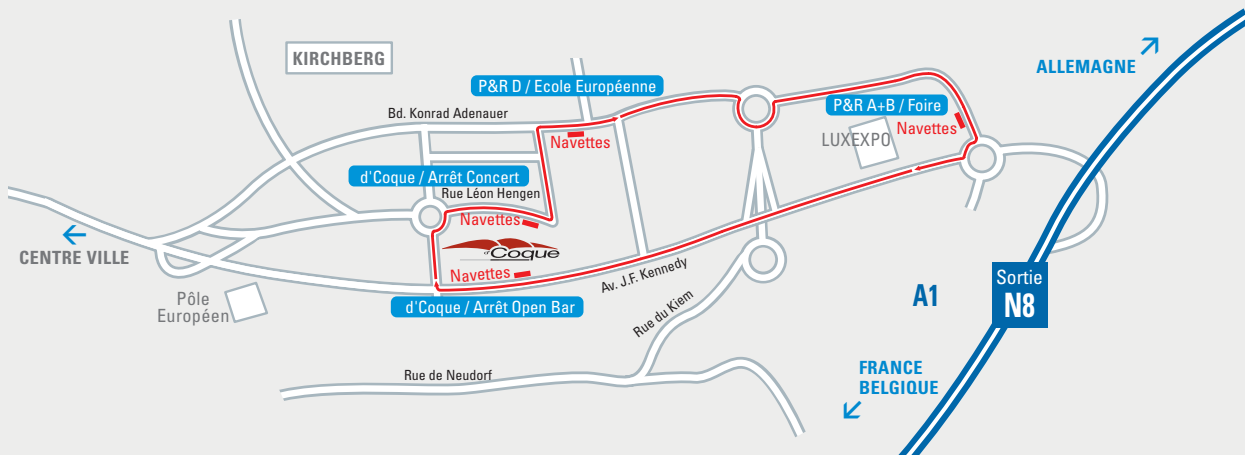 KIRCHBERG
ALLEMAGNE
P&R D / Ecole Européenne
P&R A+B / Foire
Bd. Konrad Adenauer
Navettes
Navettes
LUXEXPO
d'Coque / Arrêt Concert
Rue Léon Hengen
Navettes
d'Coque
CENTRE VILLE
Navettes
Av. J.F. Kennedy
Pôle
Européen
d'Coque / Arrêt Open Bar
Rue du Kiem
A1
Sortie
N8
Rue de Neudorf
FRANCE
BELGIQUE